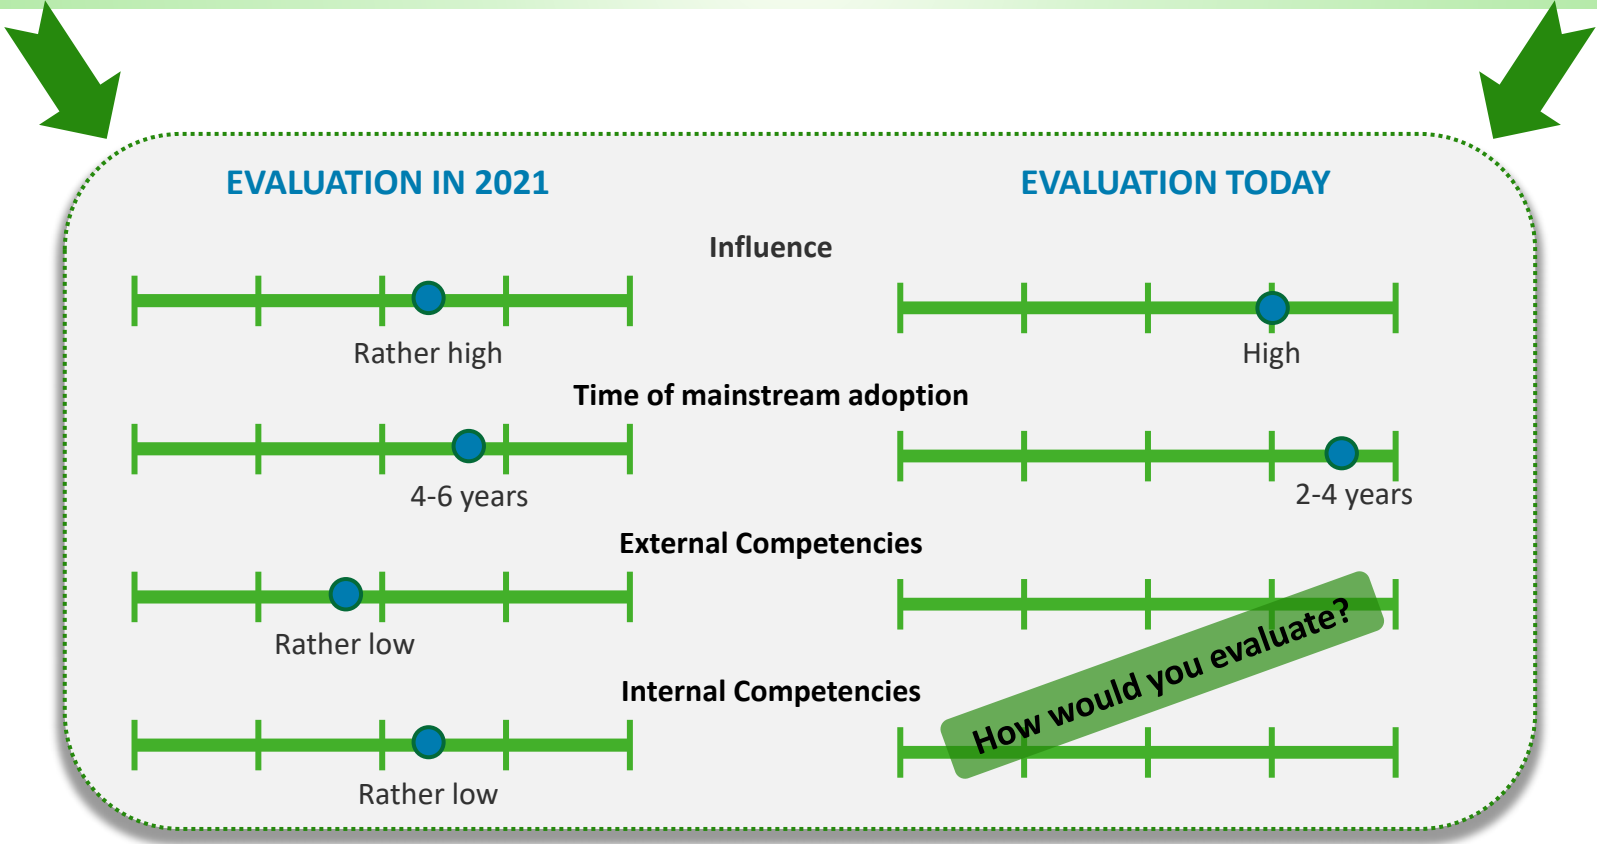 EVALUATION IN 2021
EVALUATION TODAY
Influence
Rather high
High
Time of mainstream adoption
4-6 years
2-4 years
External Competencies
Rather low
How would you evaluate?
Internal Competencies
Rather low